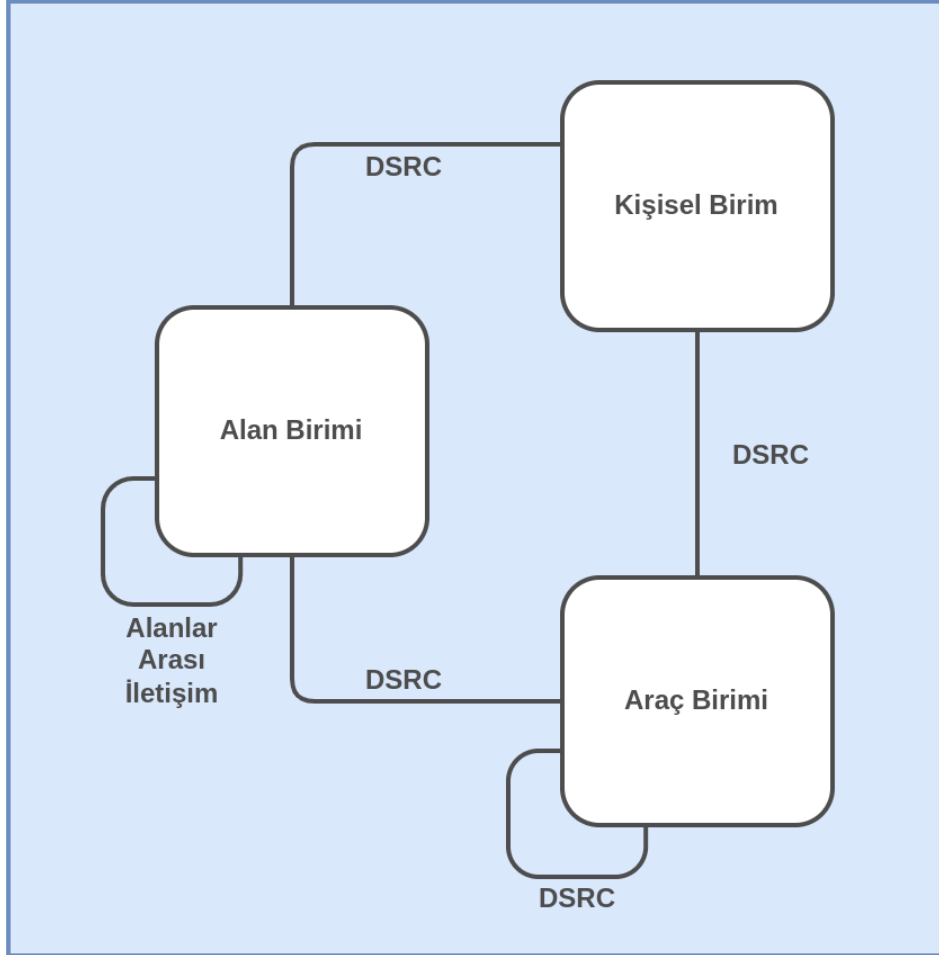 DSRC
Kişisel Birim
Alan Birimi
DSRC
Alanlar
Arası
İletişim
DSRC
Araç Birimi
DSRC